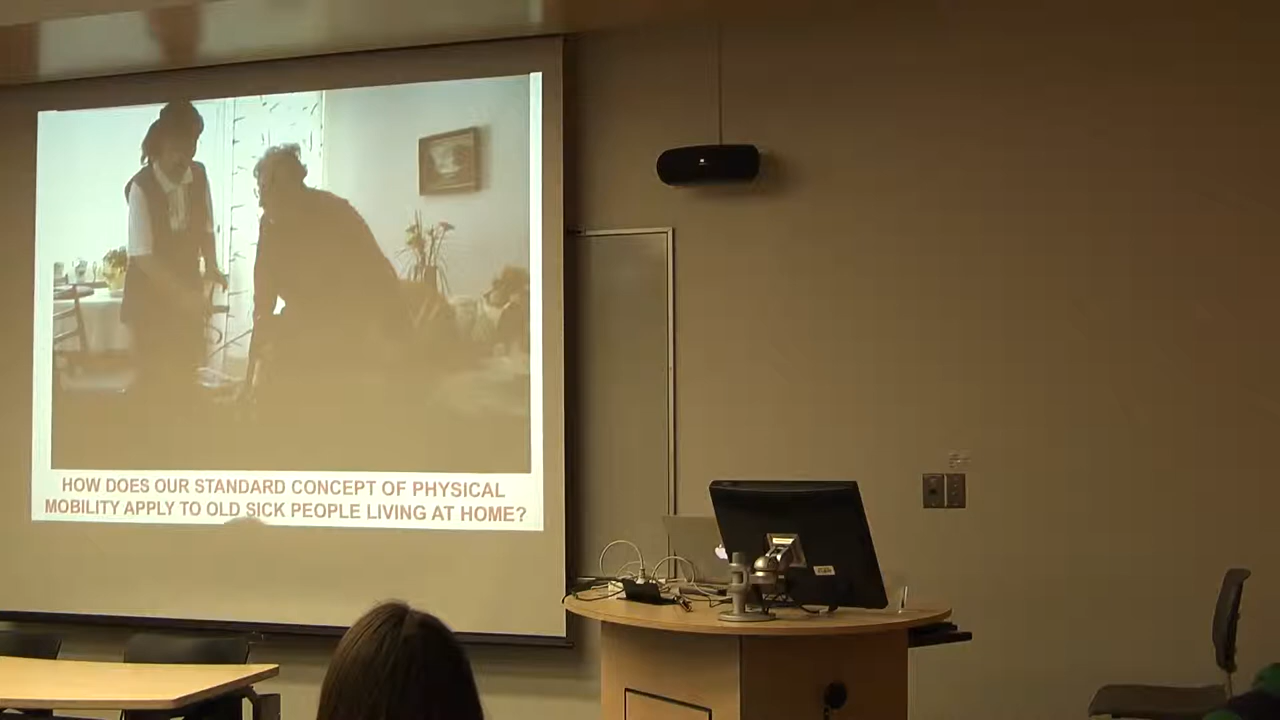 HOW DOES OUR STANDARD CONCEPT OF PHYSICAL
MOBILITY APPLY TO OLD SICK PEOPLE LIVING AT HOME?